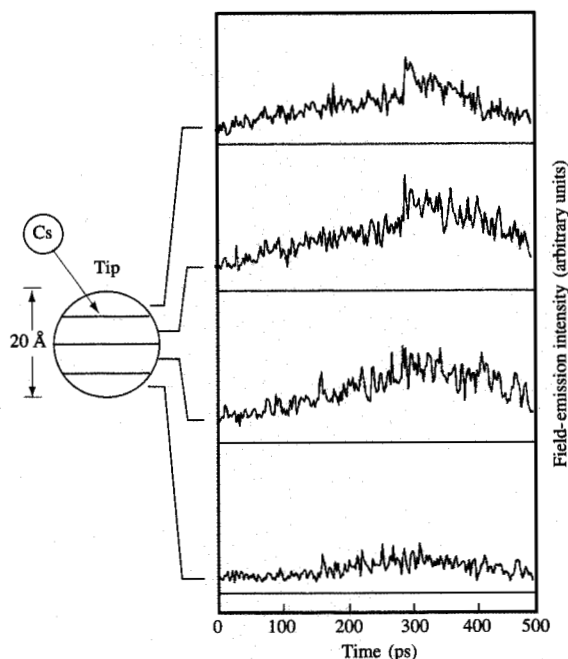 Cs
Tip
20 Å
Field-emission intensity (arbitrary units)
0 100 200 300 400 500
Time (ps)